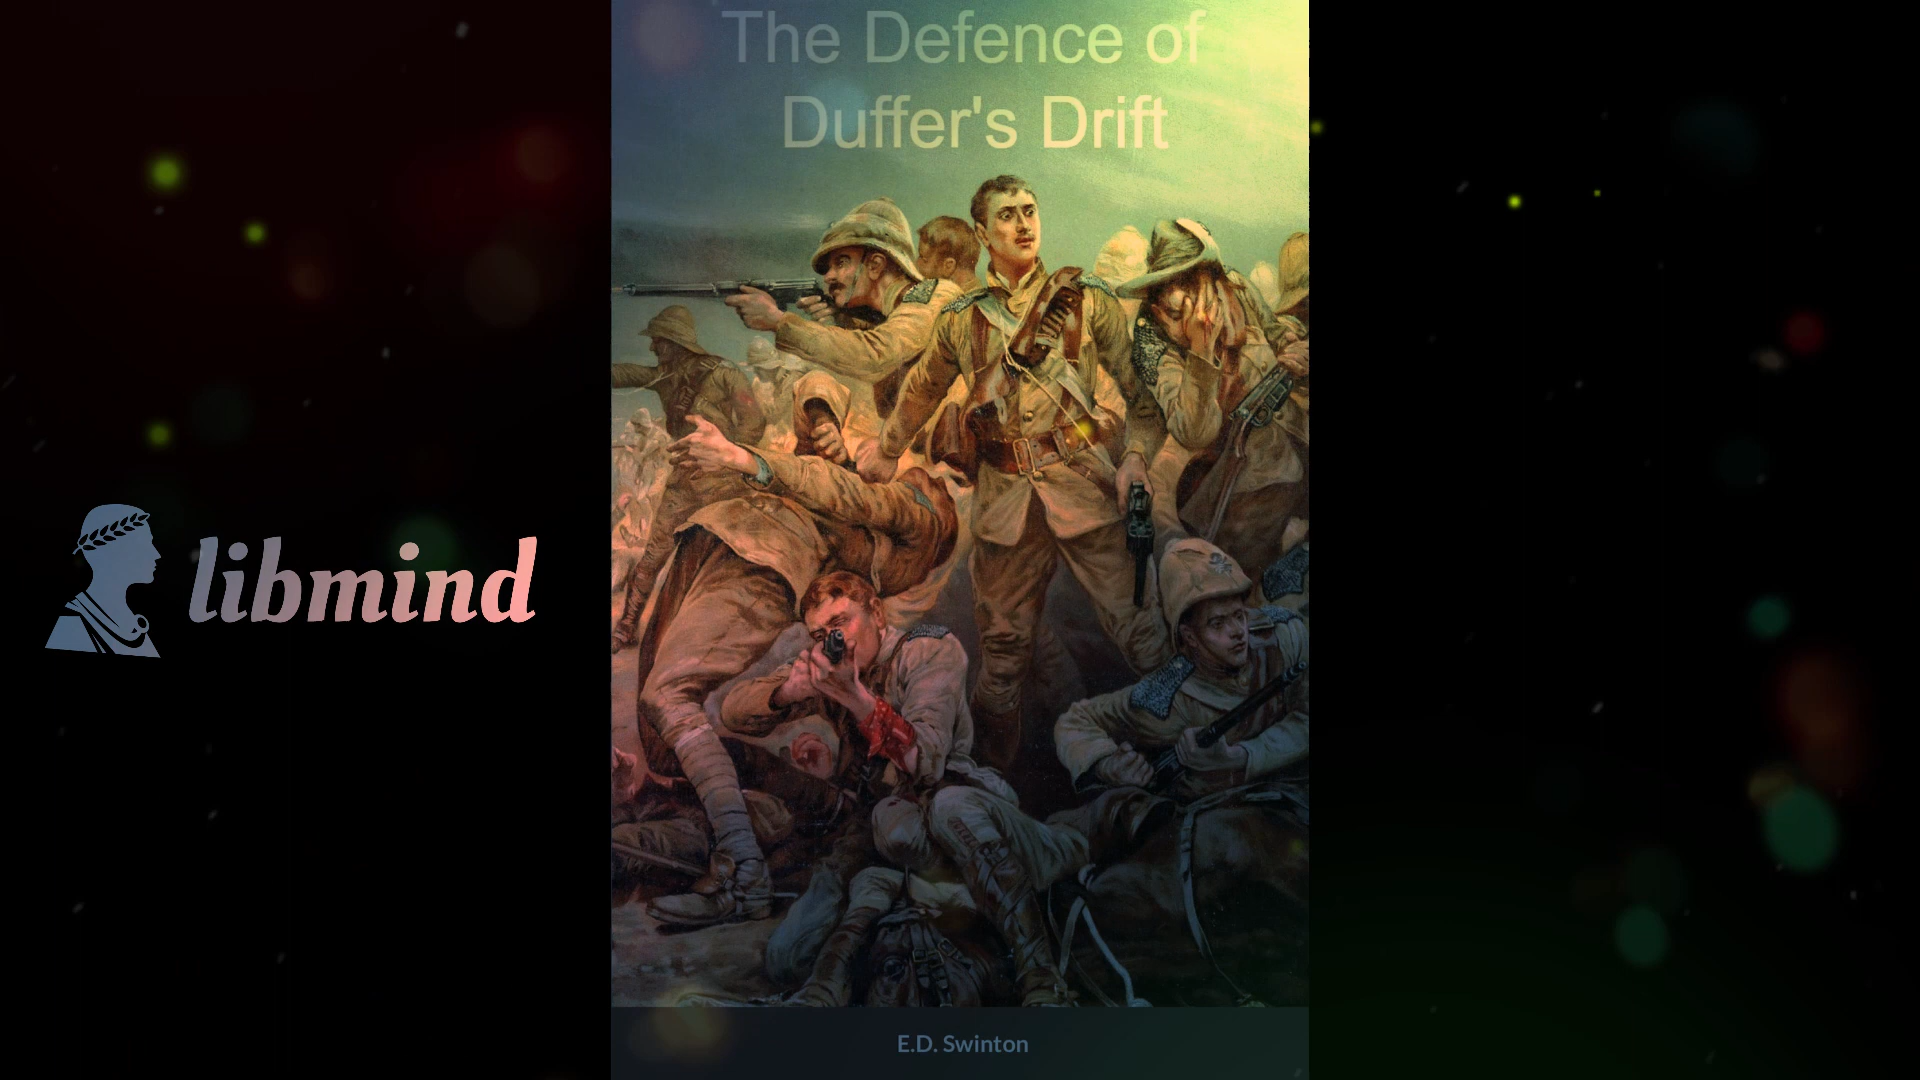 The Defence of
Duffer's Drift
libmind
E.D. Swinton